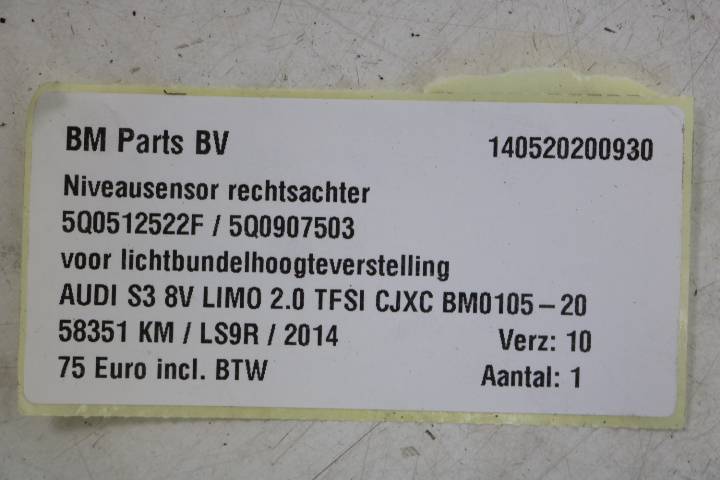 BM Parts BV 140520200930
Niveausensor rechtsachter
5Q0512522F / 5Q0907503
voor lichtbundelhoogteverstelling
AUDI S3 8V LIMO 2.0 TFSI CJXC BM0105-20
58351 KM / LS9R / 2014 Verz: 10
75 Euro incl. BTW Aantal: 1